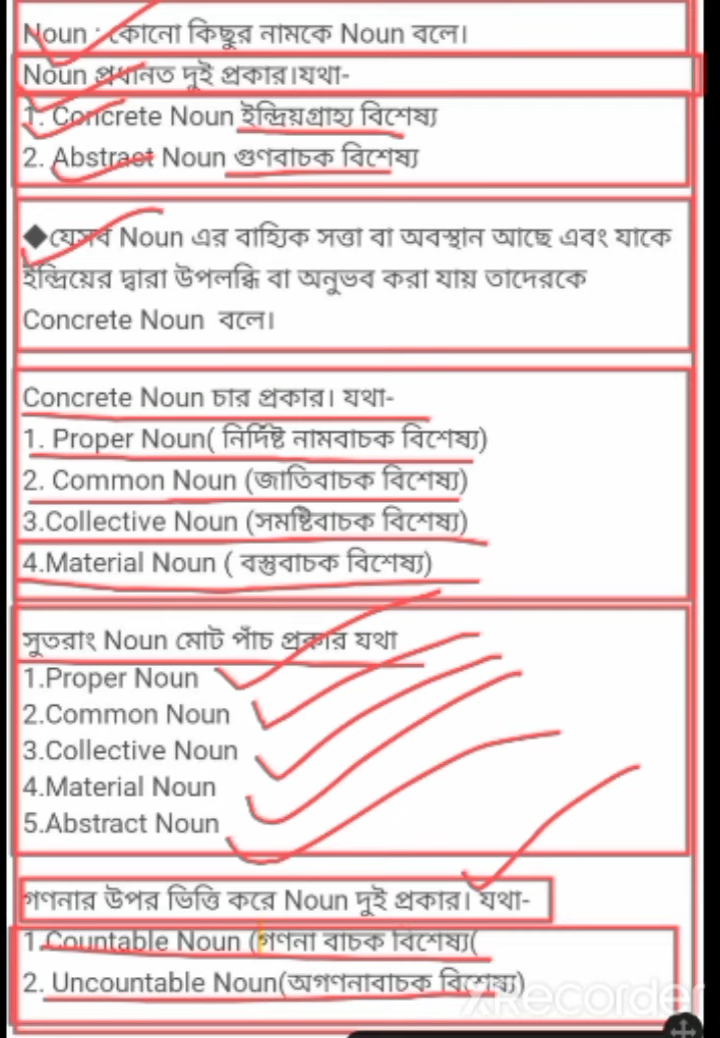 Noun : কোনো কিছুর নামকে Noun বলে।
Noun প্রধানত দুই প্রকার।যথা-
1. Concrete Noun ইন্দ্রিয়গ্রাহ্য বিশেষ্য
2. Abstract Noun গুণবাচক বিশেষ্য
◆যেসব Noun এর বাহ্যিক সত্তা বা অবস্থান আছে এবং যাকে
ইন্দ্রিয়ের দ্বারা উপলব্ধি বা অনুভব করা যায় তাদেরকে
Concrete Noun বলে।
Concrete Noun চার প্রকার। যথা-
1. Proper Noun( নির্দিষ্ট নামবাচক বিশেষ্য)
2. Common Noun (জাতিবাচক বিশেষ্য)
3.Collective Noun (সমষ্টিবাচক বিশেষ্য)
4.Material Noun ( বস্তুবাচক বিশেষ্য)
সুতরাং Noun মোট পাঁচ প্রকার যথা
1.Proper Noun
2.Common Noun
3.Collective Noun
4.Material Noun
5.Abstract Noun
গণনার উপর ভিত্তি করে Noun দুই প্রকার। যথা-
1.Countable Noun (গণনা বাচক বিশেষ্য(
2. Uncountable Noun(অগণনাবাচক বিশেষ্য)
XRecorder